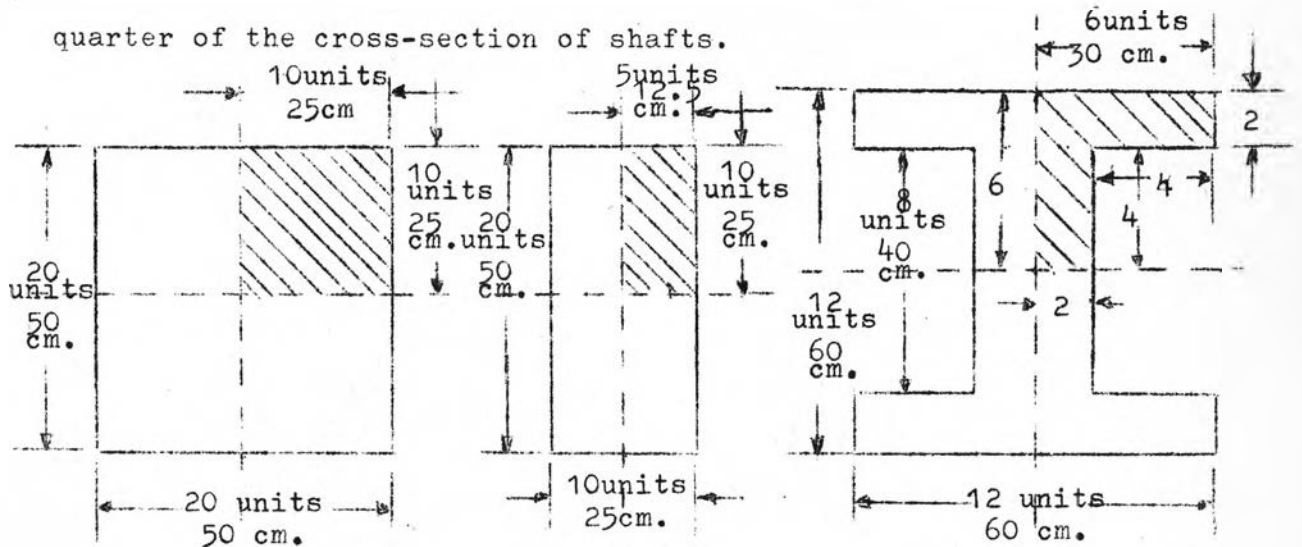 quarter of the cross-section of shafts.
10units
25cm
10
units
25
cm.
20
units
50
cm.
20 units
50 cm.
5units
12.5
cm.
10
units
25
cm.
20
units
50
cm.
10units
25cm.
6units
30 cm.
2
6
4
4
8
units
40
cm.
2
12
units
60
cm.
12 units
60 cm.